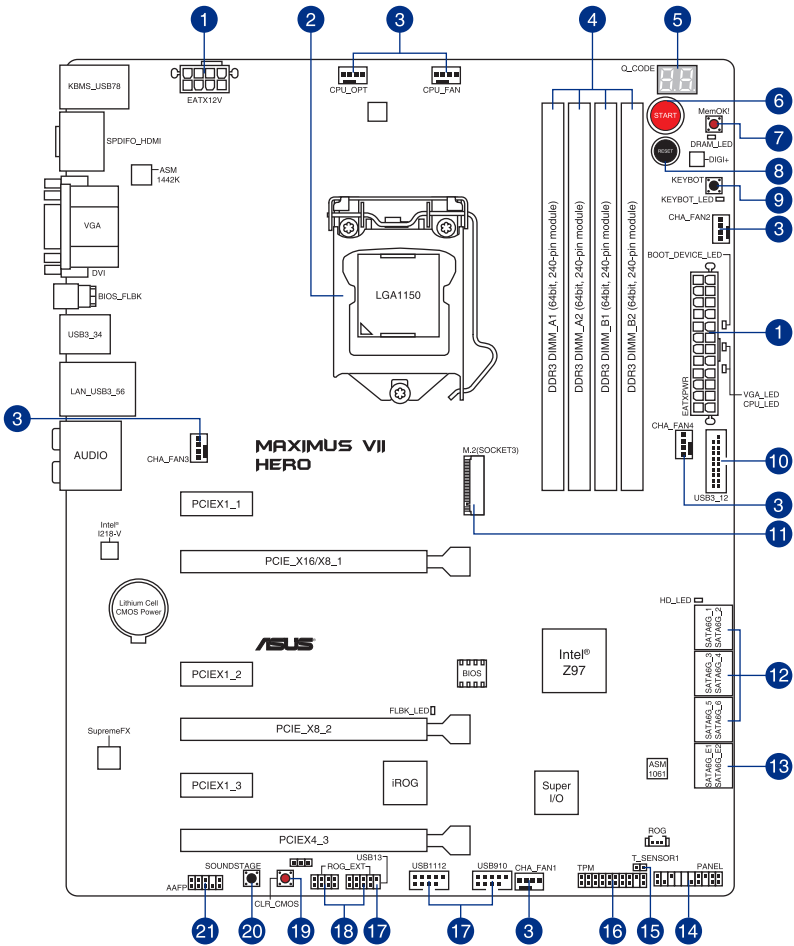 1
2
3
4
5
KBMS_USB78
EATX12V
CPU_OPT
CPU_FAN
Q_CODE
88
6
START
MemOK!
7
DRAM_LED
SPDIFO_HDMI
ASM
1442K
RESET
DIGI+
8
KEYBOT
9
KEYBOT_LED
CHA_FAN2
3
VGA
DVI
BOOT_DEVICE_LED
BIOS_FLBK
2
LGA1150
DDR3 DIMM_A1 (64bit, 240-pin module)
DDR3 DIMM_A2 (64bit, 240-pin module)
DDR3 DIMM_B1 (64bit, 240-pin module)
DDR3 DIMM_B2 (64bit, 240-pin module)
USB3_34
1
EATXPWR
VGA_LED
CPU_LED
LAN_USB3_56
3
CHA_FAN3
AUDIO
MAXIMUS VII
HERO
M.2(SOCKET3)
CHA_FAN4
10
USB3_12
3
11
PCIEX1_1
Intel®
I218-V
PCIE_X16/X8_1
Lithium Cell
CMOS Power
HD_LED
SATA6G_1
SATA6G_2
ASUS
Intel®
Z97
SATA6G_3
SATA6G_4
12
PCIEX1_2
BIOS
FLBK_LED
SATA6G_5
SATA6G_6
PCIE_X8_2
SupremeFX
ASM
1061
SATA6G_E1
SATA6G_E2
13
PCIEX1_3
iROG
Super
I/O
PCIEX4_3
ROG
SOUNDSTAGE
ROG_EXT
USB13
USB1112
USB910
CHA_FAN1
TPM
T_SENSOR1
PANEL
AAFP
CLR_CMOS
21
20
19
18
17
17
3
16
15
14